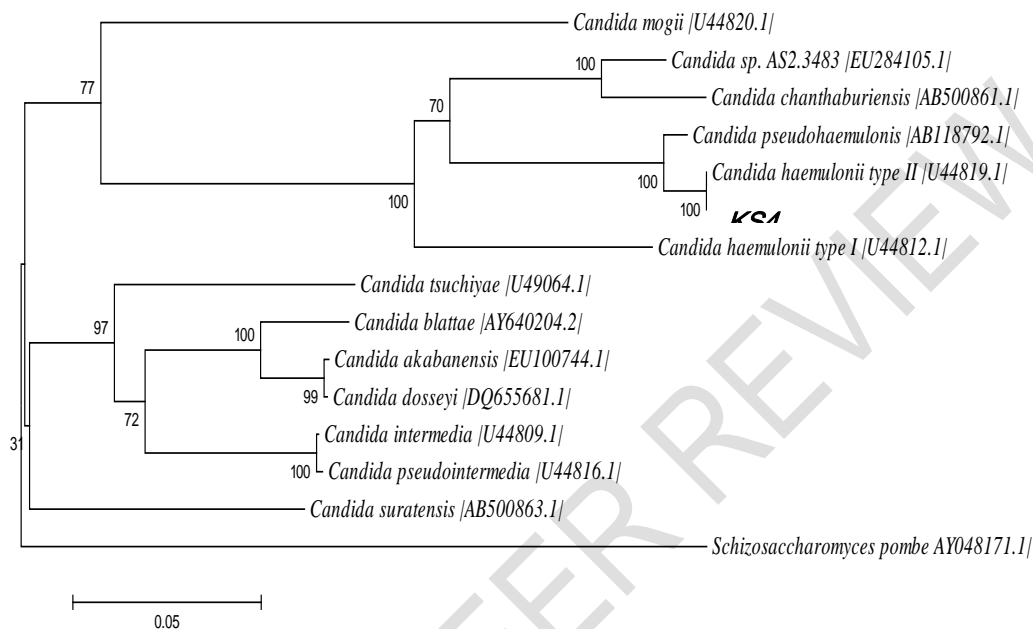 Candida mogii |U44820.1|
77
Candida sp. AS2.3483 |EU284105.1|
100
Candida chanthaburiensis |AB500861.1|
70
Candida pseudohaemulonis |AB118792.1|
Candida haemulonii type II |U44819.1|
100
100
KS4
100
Candida haemulonii type I |U44812.1|
Candida tsuchiyae |U49064.1|
97
Candida blattae |AY640204.2|
100
Candida akabanensis |EU100744.1|
99
Candida dosseyi |DQ655681.1|
72
Candida intermedia |U44809.1|
31
100
Candida pseudointermedia |U44816.1|
Candida suratensis |AB500863.1|
Schizosaccharomyces pombe AY048171.1|
0.05
ER REVIEW